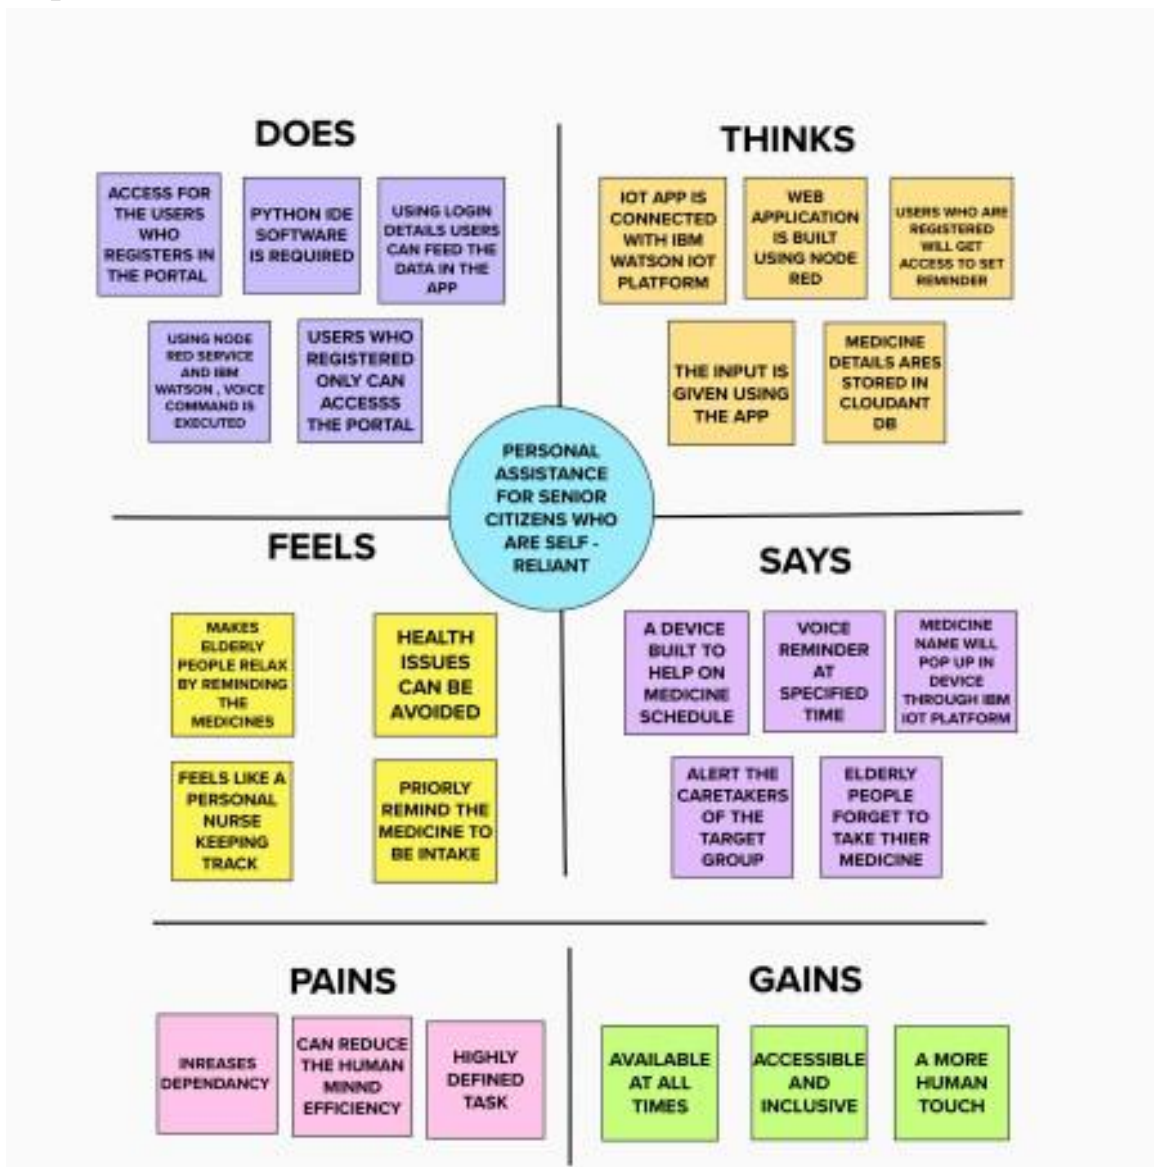 DOES
ACCESS FOR
THE USERS
WHO
REGISTERS IN
THE PORTAL
PYTHON IDE
SOFTWARE
IS REQUIRED
USING LOGIN
DETAILS USERS
CAN FEED THE
DATA IN THE
APP
USING NODE
RED SERVICE
AND IBM
WATSON , VOICE
COMMAND IS
EXECUTED
USERS WHO
REGISTERED
ONLY CAN
ACCESSS
THE PORTAL
THINKS
IOT APP IS
CONNECTED
WITH IBM
WATSON IOT
PLATFORM
WEB
APPLICATION
IS BUILT
USING NODE
RED
USERS WHO ARE
REGISTERED
WILL GET
ACCESS TO SET
REMINDER
THE INPUT IS
GIVEN USING
THE APP
MEDICINE
DETAILS ARES
STORED IN
CLOUDANT
DB
PERSONAL
ASSISTANCE
FOR SENIOR
CITIZENS WHO
ARE SELF -
RELIANT
FEELS
MAKES
ELDERLY
PEOPLE RELAX
BY REMINDING
THE
MEDICINES
HEALTH
ISSUES
CAN BE
AVOIDED
FEELS LIKE A
PERSONAL
NURSE
KEEPING
TRACK
PRIORLY
REMIND THE
MEDICINE TO
BE INTAKE
SAYS
A DEVICE
BUILT TO
HELP ON
MEDICINE
SCHEDULE
VOICE
REMINDER
AT
SPECIFIED
TIME
MEDICINE
NAME WILL
POP UP IN
DEVICE
THROUGH IBM
IOT PLATFORM
ALERT THE
CARETAKERS
OF THE
TARGET
GROUP
ELDERLY
PEOPLE
FORGET TO
TAKE THIER
MEDICINE
PAINS
INREASES
DEPENDANCY
CAN REDUCE
THE HUMAN
MINND
EFFICIENCY
HIGHLY
DEFINED
TASK
GAINS
AVAILABLE
AT ALL
TIMES
ACCESSIBLE
AND
INCLUSIVE
A MORE
HUMAN
TOUCH